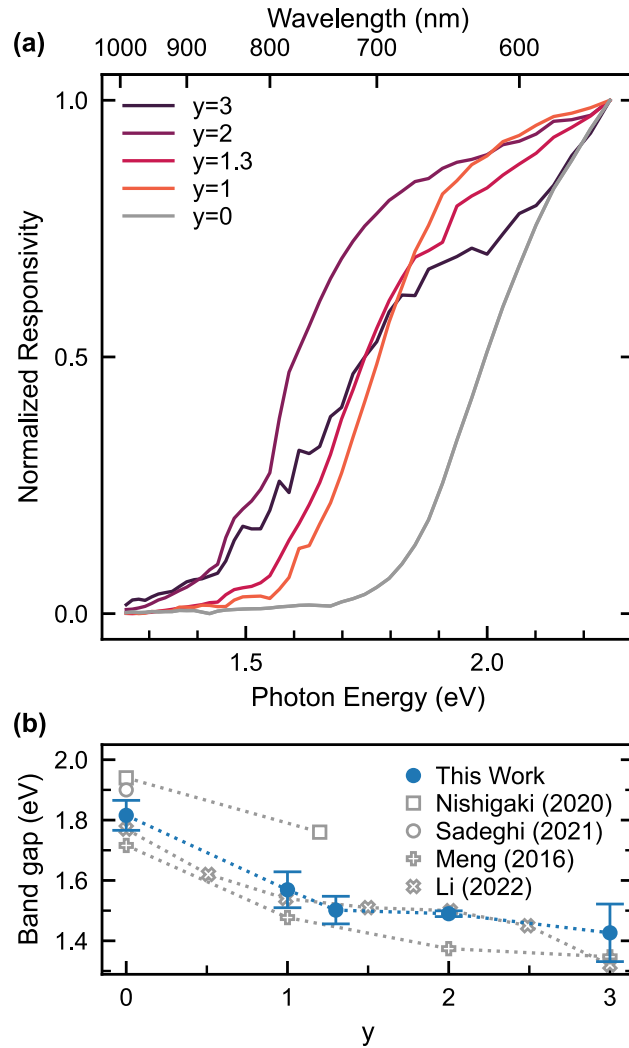 Wavelength (nm)
(a)
1000 900 800 700 600
1.0
0.5
0.0
Normalized Responsivity
y=3
y=2
y=1.3
y=1
y=0
1.5 2.0
Photon Energy (eV)
(b)
2.0
1.8
1.6
1.4
Band gap (eV)
This Work
Nishigaki (2020)
Sadeghi (2021)
Meng (2016)
Li (2022)
0 1 2 3
y